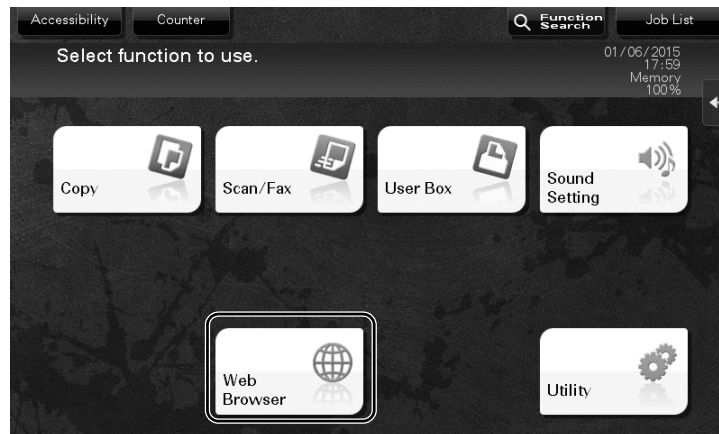 Accessibility
Counter
Function
Search
Job List
Select function to use.
01/06/2015
17:59
Memory
100%
Copy
Scan/Fax
User Box
Sound
Setting
Web
Browser
Utility